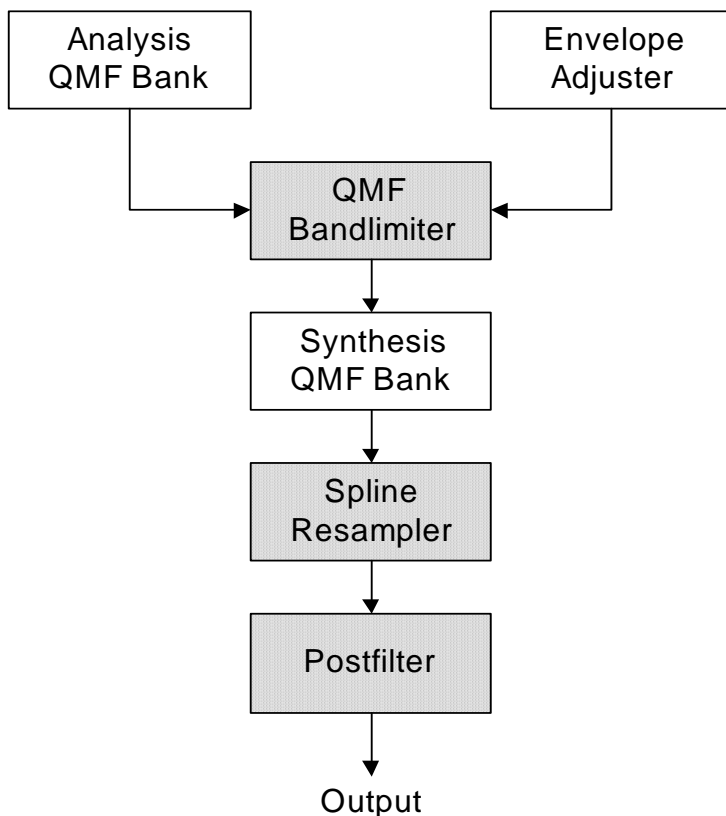 Analysis
QMF Bank
Envelope
Adjuster
QMF
Bandlimiter
Synthesis
QMF Bank
Spline
Resampler
Postfilter
Output